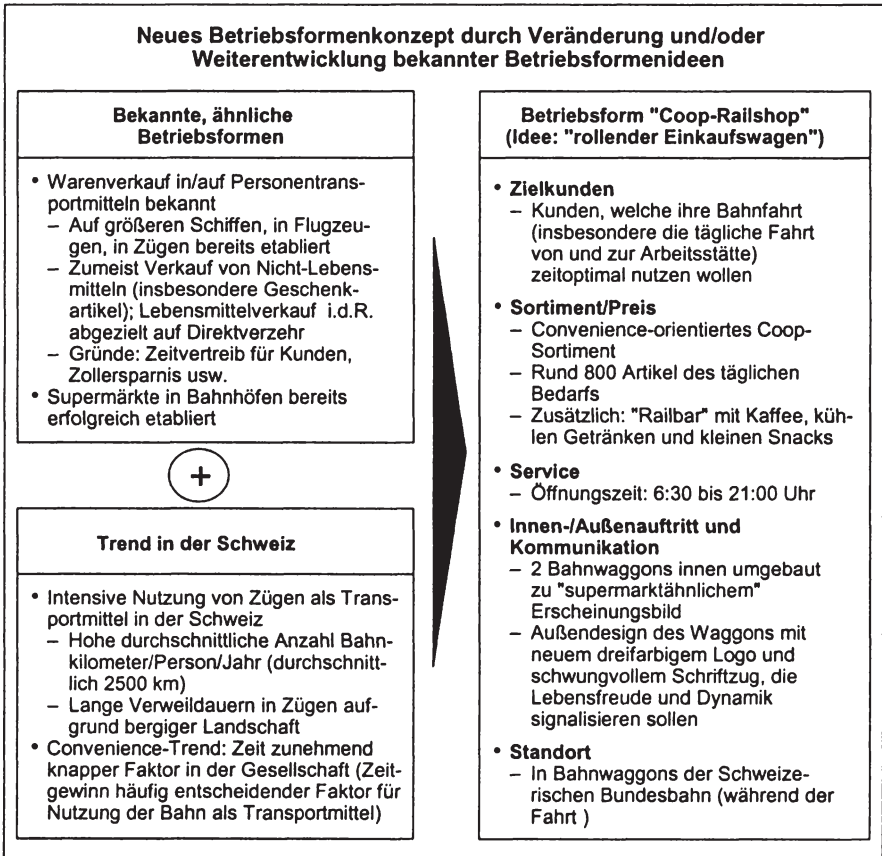 Neues Betriebsformenkonzept durch Veränderung und/oder
Weiterentwicklung bekannter Betriebsformenideen
Bekannte, ähnliche
Betriebsformen
• Warenverkauf in/auf Personentrans-
portmitteln bekannt
– Auf größeren Schiffen, in Flugzeu-
gen, in Zügen bereits etabliert
– Zumeist Verkauf von Nicht-Lebens-
mitteln (insbesondere Geschenk-
artikel); Lebensmittelverkauf i.d.R.
abgezielt auf Direktverzehr
– Gründe: Zeitvertreib für Kunden,
Zollersparnis usw.
• Supermärkte in Bahnhöfen bereits
erfolgreich etabliert
+
Trend in der Schweiz
• Intensive Nutzung von Zügen als Trans-
portmittel in der Schweiz
– Hohe durchschnittliche Anzahl Bahn-
kilometer/Person/Jahr (durchschnitt-
lich 2500 km)
– Lange Verweildauern in Zügen auf-
grund bergiger Landschaft
• Convenience-Trend: Zeit zunehmend
knapper Faktor in der Gesellschaft (Zeit-
gewinn häufig entscheidender Faktor für
Nutzung der Bahn als Transportmittel)
Betriebsform "Coop-Railshop"
(Idee: "rollender Einkaufswagen")
• Zielkunden
– Kunden, welche ihre Bahnfahrt
(insbesondere die tägliche Fahrt
von und zur Arbeitsstätte)
zeitoptimal nutzen wollen
• Sortiment/Preis
– Convenience-orientiertes Coop-
Sortiment
– Rund 800 Artikel des täglichen
Bedarfs
– Zusätzlich: "Railbar" mit Kaffee, küh-
len Getränken und kleinen Snacks
• Service
– Öffnungszeit: 6:30 bis 21:00 Uhr
• Innen-/Außenauftritt und
Kommunikation
– 2 Bahnwaggons innen umgebaut
zu "supermarktähnlichem"
Erscheinungsbild
– Außendesign des Waggons mit
neuem dreifarbigem Logo und
schwungvollem Schriftzug, die
Lebensfreude und Dynamik
signalisieren sollen
• Standort
– In Bahnwaggons der Schweize-
rischen Bundesbahn (während der
Fahrt )